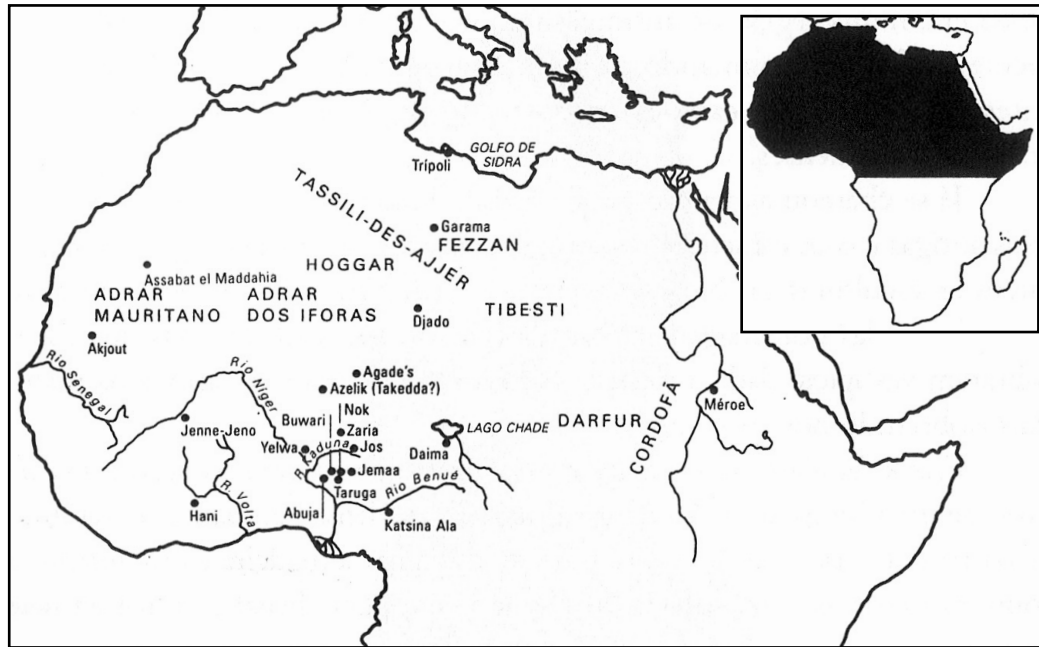 GOLFO DE
SIDRA
Trípoli
TASSILI-DES-AJJER
Garama
FEZZAN
HOGGAR
Assabat el Maddahia
ADRAR
MAURITANO
ADRAR
DOS IFORAS
Djado
TIBESTI
Akjout
Rio Senegal
Rio Níger
Agade's
Azelik (Takedda?)
Buwari
Nok
Zaria
Jenne-Jeno
Yelwa
R. Kaduna
Jos
LAGO CHADE
Daima
DARFUR
CORDOFÁ
Méroe
Jemaa
Taruga
Rio Benué
Hani
R. Volta
Abuja
Katsina Ala